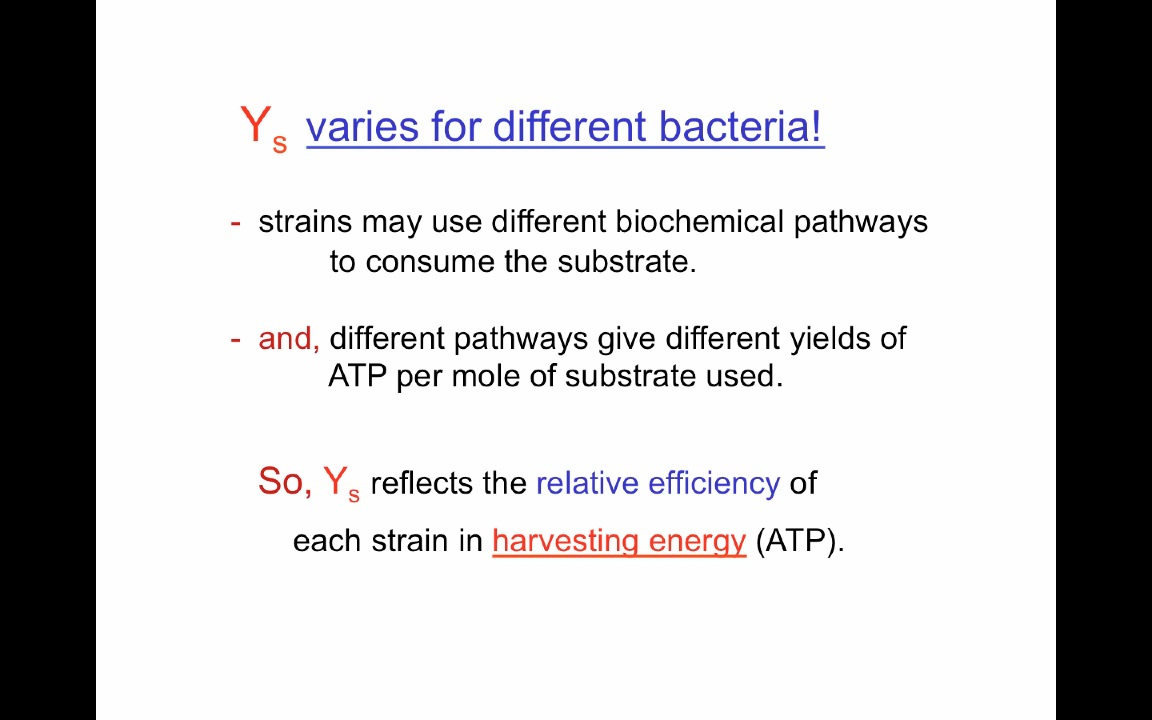 Ys varies for different bacteria!
- strains may use different biochemical pathways
to consume the substrate.
- and, different pathways give different yields of
ATP per mole of substrate used.
So, Ys reflects the relative efficiency of
each strain in harvesting energy (ATP).